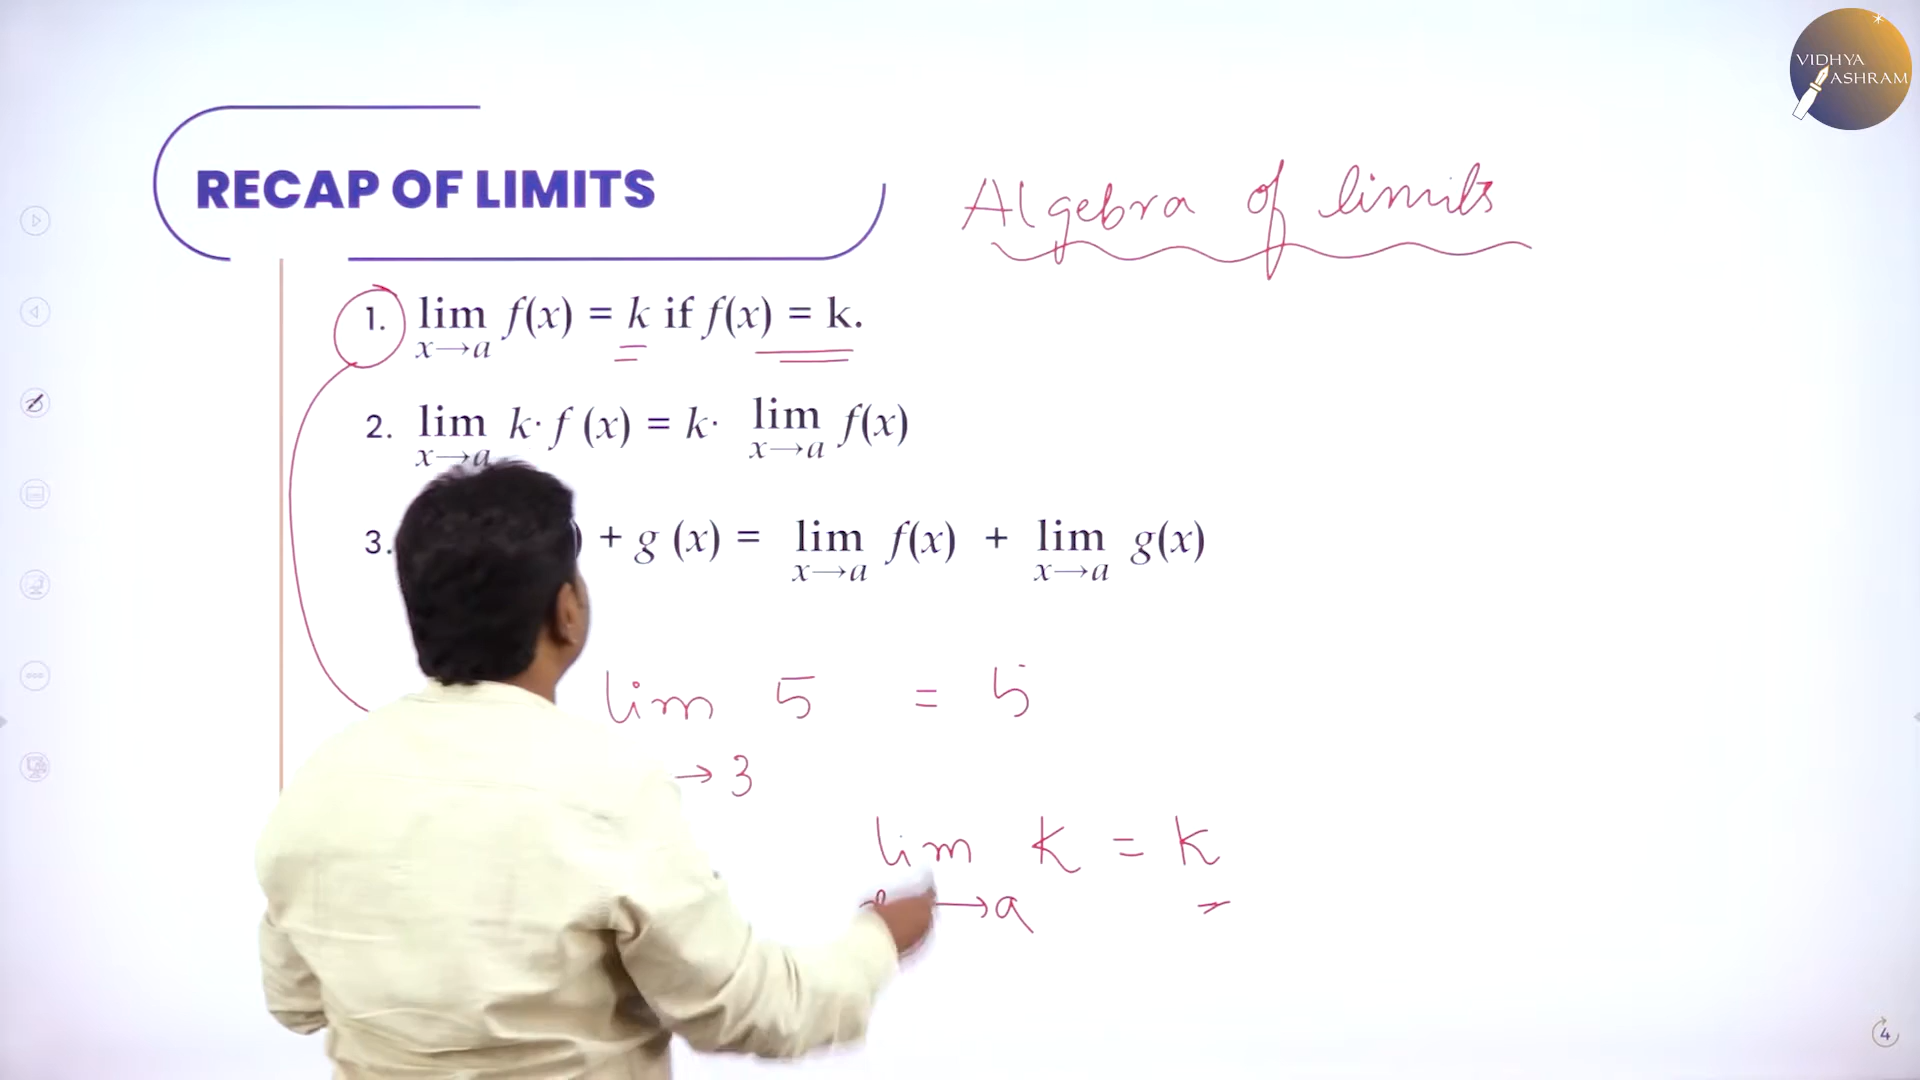 VIDHYA
ASHRAM
RECAP OF LIMITS
Algebra of limits
1. lim f(x) = k if f(x) = k.
x→a
2. lim k· f (x) = k· lim f(x)
x→a x→a
3. ) + g (x) = lim f(x) + lim g(x)
x→a x→a
lim 5 = 5
→ 3
lim k = k
→ a
4